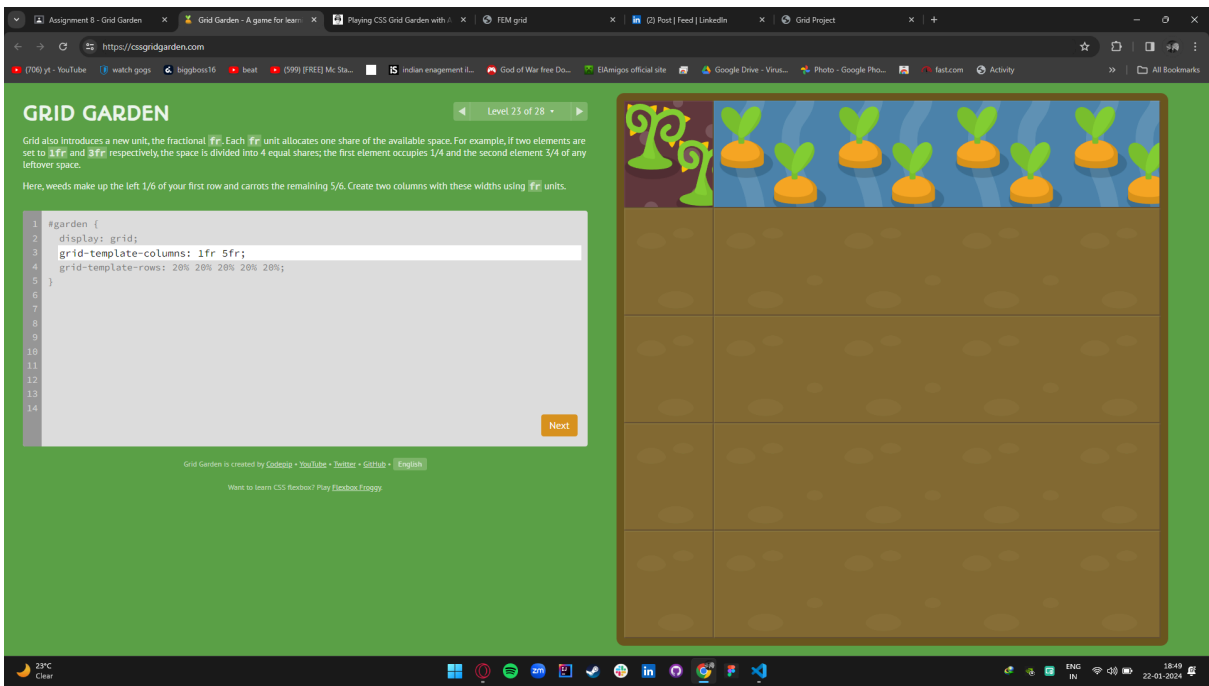 Assignment 8 - Grid Garden
Grid Garden - A game for learn
Playing CSS Grid Garden with A
FEM grid
(2) Post | Feed | LinkedIn
Grid Project
https://cssgridgarden.com
(706) yt - YouTube
watch gogs
biggboss16
beat
(599) [FREE] Mc Sta...
indian enagement il...
God of War free Do...
ElAmigos official site
Google Drive - Virus...
Photo - Google Pho...
fast.com
Activity
All Bookmarks
GRID GARDEN
Level 23 of 28
Grid also introduces a new unit, the fractional fr. Each fr unit allocates one share of the available space. For example, if two elements are
set to 1fr and 3fr respectively, the space is divided into 4 equal shares; the first element occupies 1/4 and the second element 3/4 of any
leftover space.
Here, weeds make up the left 1/6 of your first row and carrots the remaining 5/6. Create two columns with these widths using fr units.
1 #garden {
2 display: grid;
3 grid-template-columns: 1fr 5fr;
4 grid-template-rows: 20% 20% 20% 20% 20%;
5 }
6
7
8
9
10
11
12
13
14
Next
Grid Garden is created by Codepip • YouTube • Twitter • GitHub • English
Want to learn CSS flexbox? Play Flexbox Froggy.
23°C
Clear
zm
in
ENG
IN
18:49
22-01-2024